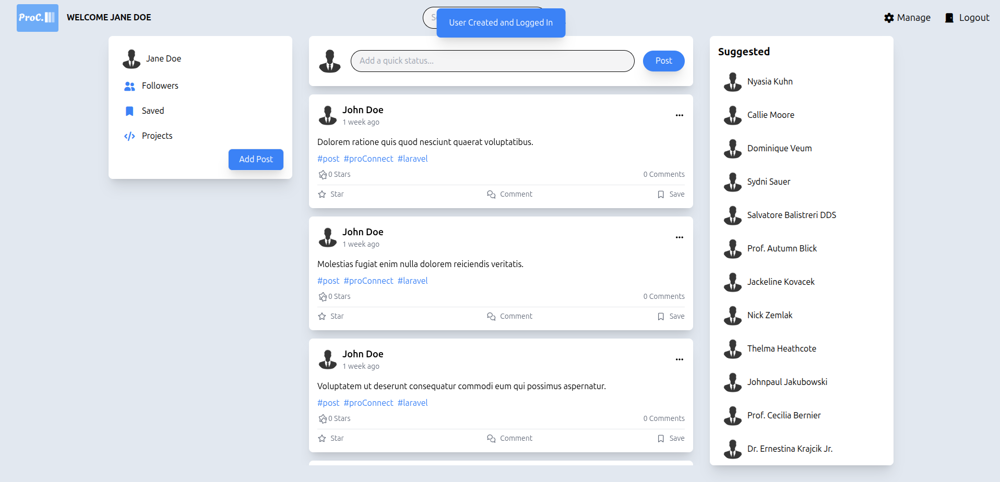 ProC.
WELCOME JANE DOE
User Created and Logged In
Manage
Logout
Jane Doe
Followers
Saved
Projects
Add Post
Add a quick status...
Post
John Doe
1 week ago
Dolorem ratione quis quod nesciunt quaerat voluptatibus.
#post #proConnect #laravel
0 Stars
0 Comments
Star
Comment
Save
John Doe
1 week ago
Molestias fugiat enim nulla dolorem reiciendis veritatis.
#post #proConnect #laravel
0 Stars
0 Comments
Star
Comment
Save
John Doe
1 week ago
Voluptatem ut deserunt consequatur commodi eum qui possimus aspernatur.
#post #proConnect #laravel
0 Stars
0 Comments
Star
Comment
Save
Suggested
Nyasia Kuhn
Callie Moore
Dominique Veum
Sydni Sauer
Salvatore Balistreri DDS
Prof. Autumn Blick
Jackeline Kovacek
Nick Zemlak
Thelma Heathcote
Johnpaul Jakubowski
Prof. Cecilia Bernier
Dr. Ernestina Krajcik Jr.